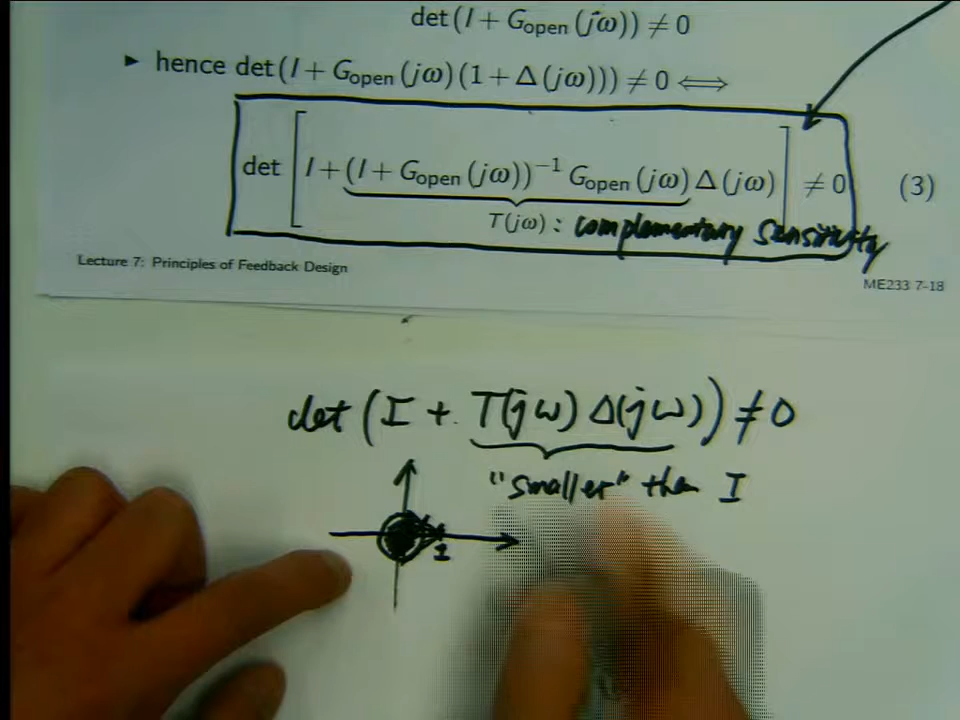 det(I + G_open(jω)) ≠ 0
► hence det(I + G_open(jω)(1 + Δ(jω))) ≠ 0 ⟺
det [I + (I + G_open(jω))⁻¹ G_open(jω) Δ(jω)] ≠ 0 (3)
T(jω) : complementary sensitivity
Lecture 7: Principles of Feedback Design
ME233 7-18
det (I + T(jω) Δ(jω)) ≠ 0
"smaller" then I
1